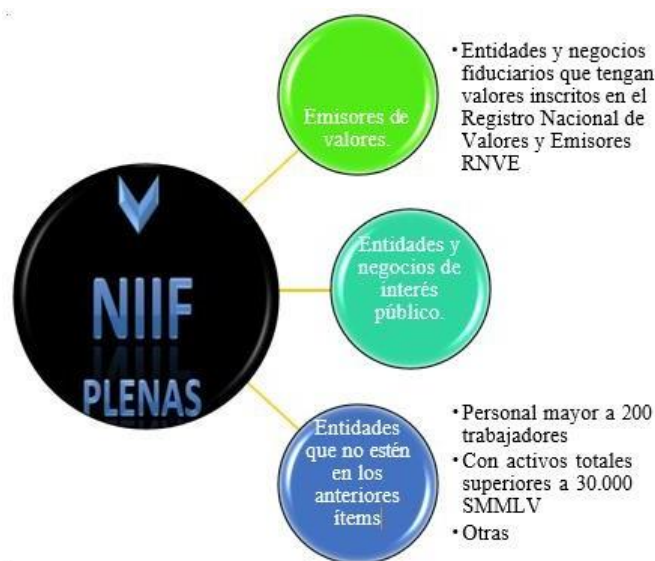 Emisores de
valores.
• Entidades y negocios
fiduciarios que tengan
valores inscritos en el
Registro Nacional de
Valores y Emisores
RNVE
NIIF
PLENAS
Entidades y
negocios de
interés
público.
Entidades
que no estén
en los
anteriores
ítems
• Personal mayor a 200
trabajadores
• Con activos totales
superiores a 30.000
SMMLV
• Otras